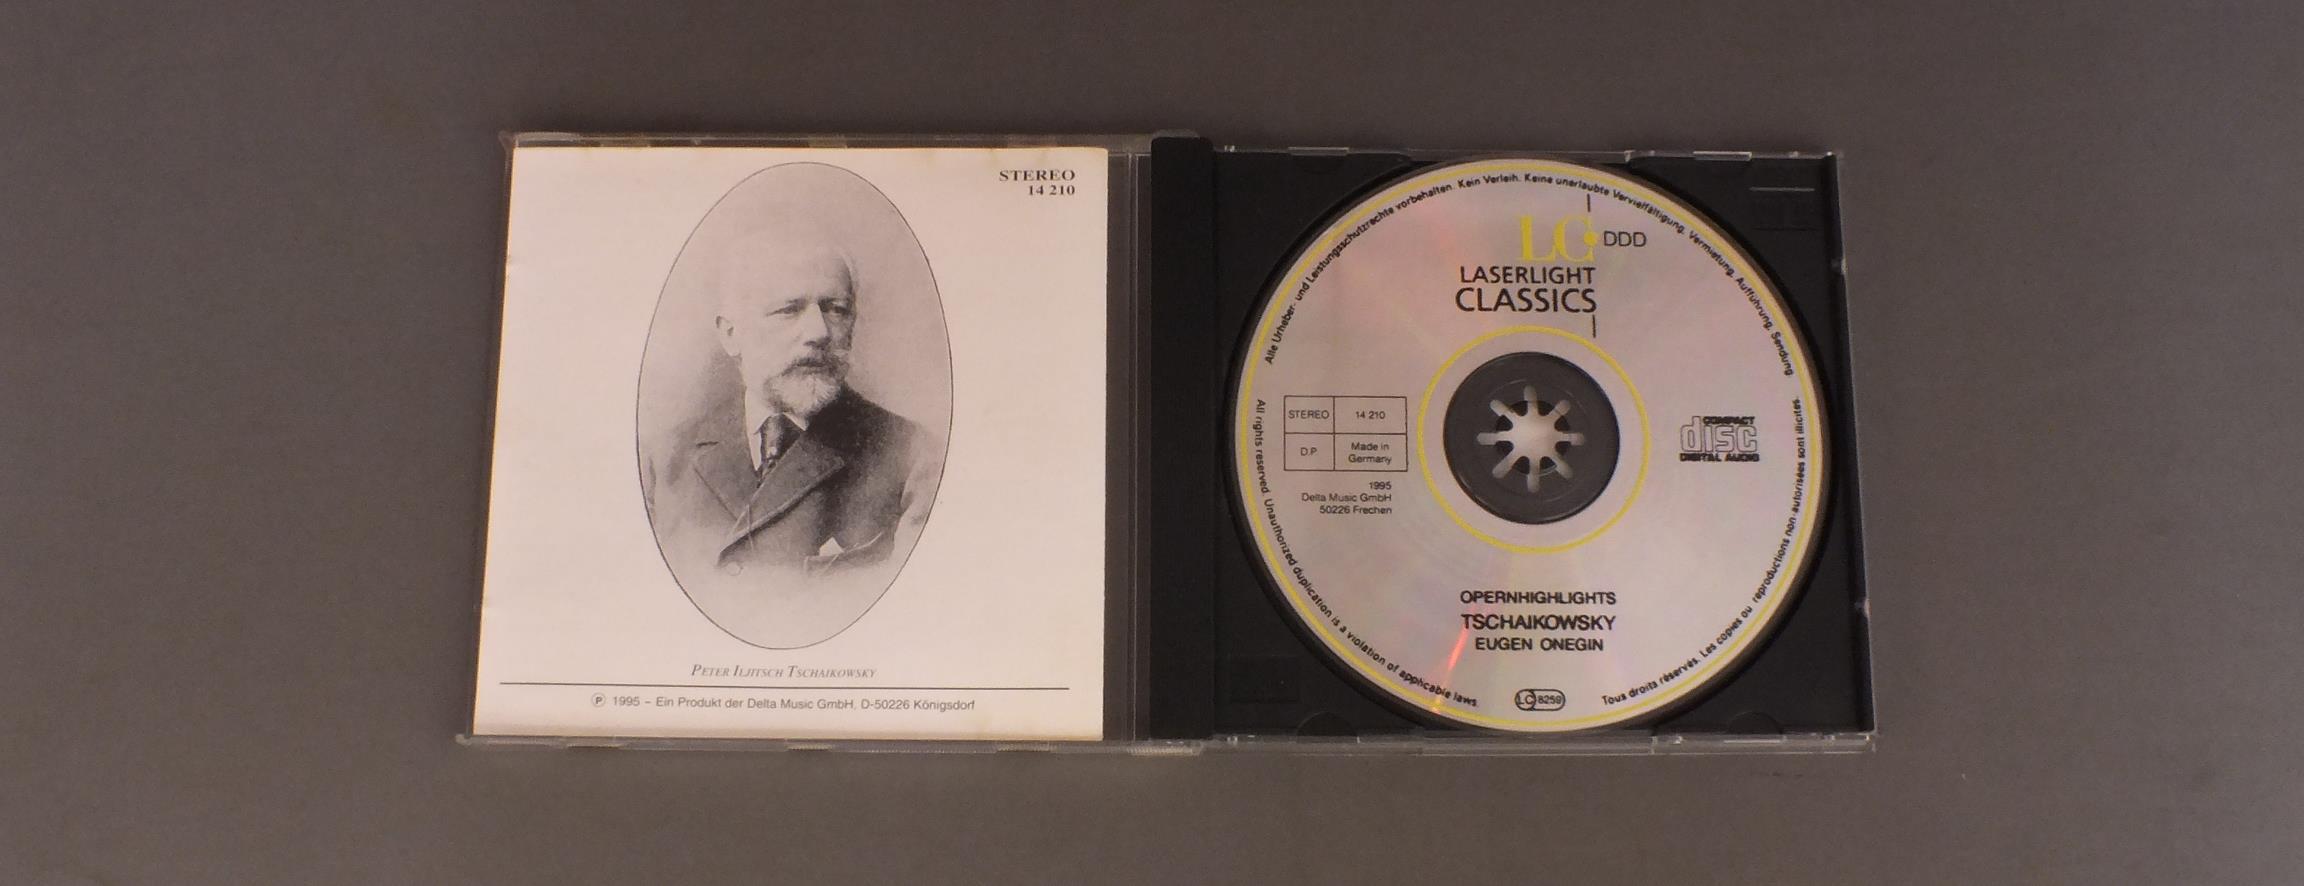 STEREO
14 210
PETER ILJITSCH TSCHAIKOWSKY
℗ 1995 – Ein Produkt der Delta Music GmbH, D-50226 Königsdorf
Alle Urheber- und Leistungsschutzrechte vorbehalten. Kein Verleih. Keine unerlaubte Vervielfältigung, Vermietung, Aufführung, Sendung.
LC DDD
LASERLIGHT
CLASSICS
STEREO 14 210
D.P Made in
Germany
1995
Delta Music GmbH
50226 Frechen
COMPACT
disc
DIGITAL AUDIO
OPERNHIGHLIGHTS
TSCHAIKOWSKY
EUGEN ONEGIN
LC 8259
All rights reserved. Unauthorized duplication is a violation of applicable laws.
Tous droits réservés. Les copies ou reproductions non-autorisées sont illicites.